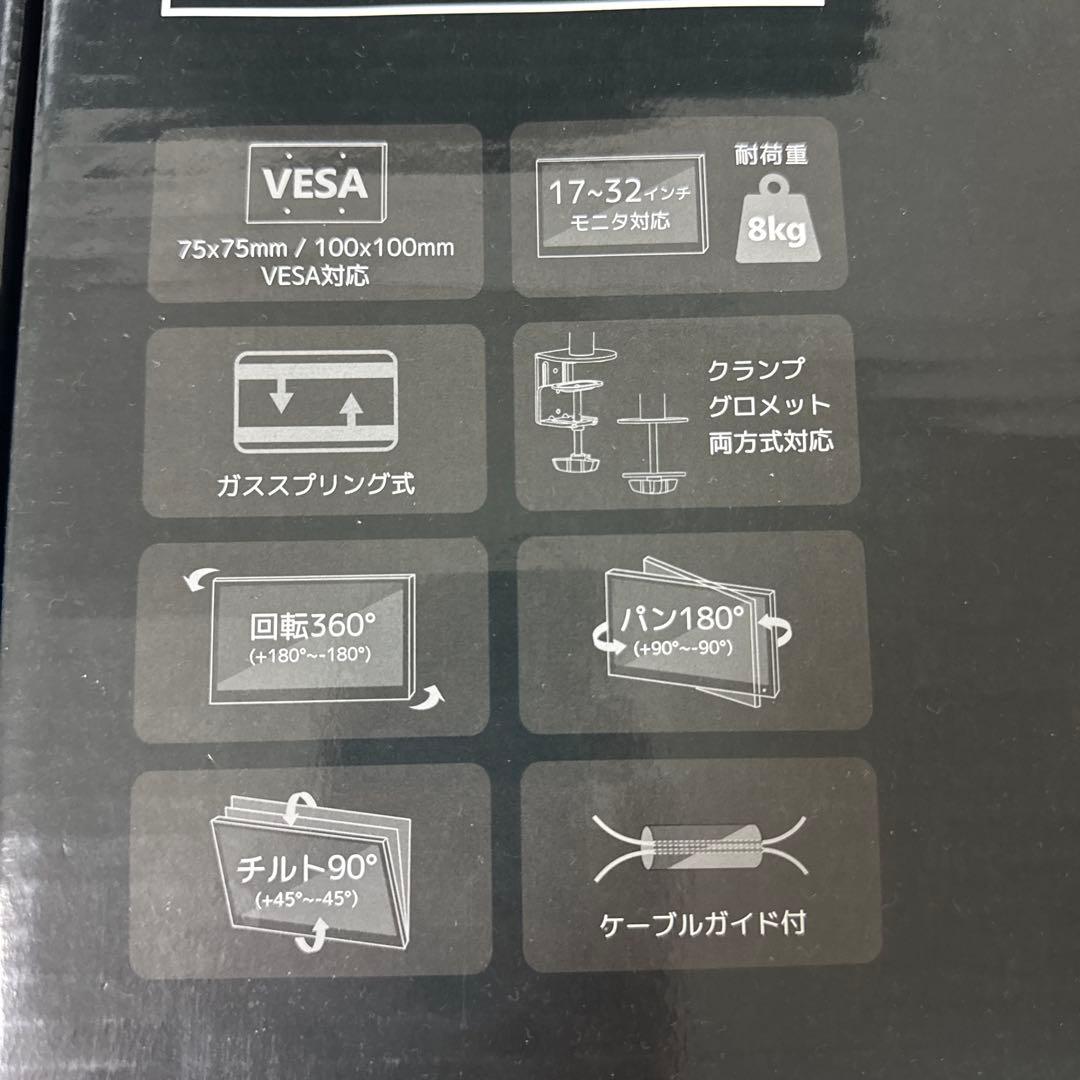 VESA
75x75mm / 100x100mm
VESA対応
17~32インチ
モニタ対応
耐荷重
8kg
ガススプリング式
クランプ
グロメット
両方式対応
回転360°
(+180°~-180°)
パン180°
(+90°~-90°)
チルト90°
(+45°~-45°)
ケーブルガイド付